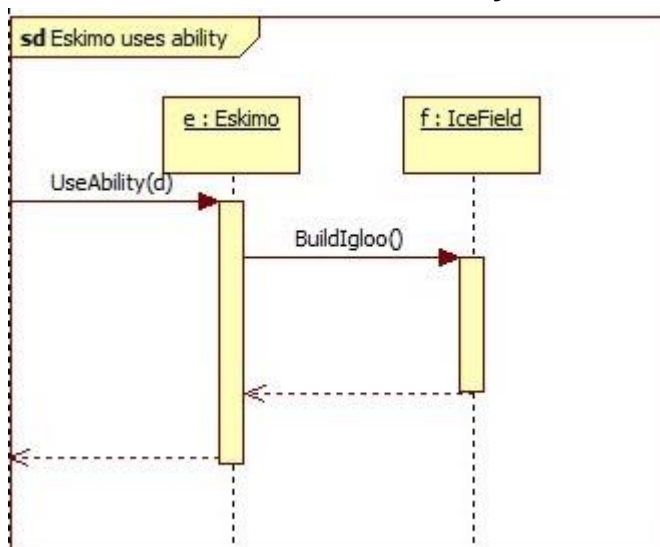 sd Eskimo uses ability
e : Eskimo
f : IceField
UseAbility(d)
BuildIgloo()